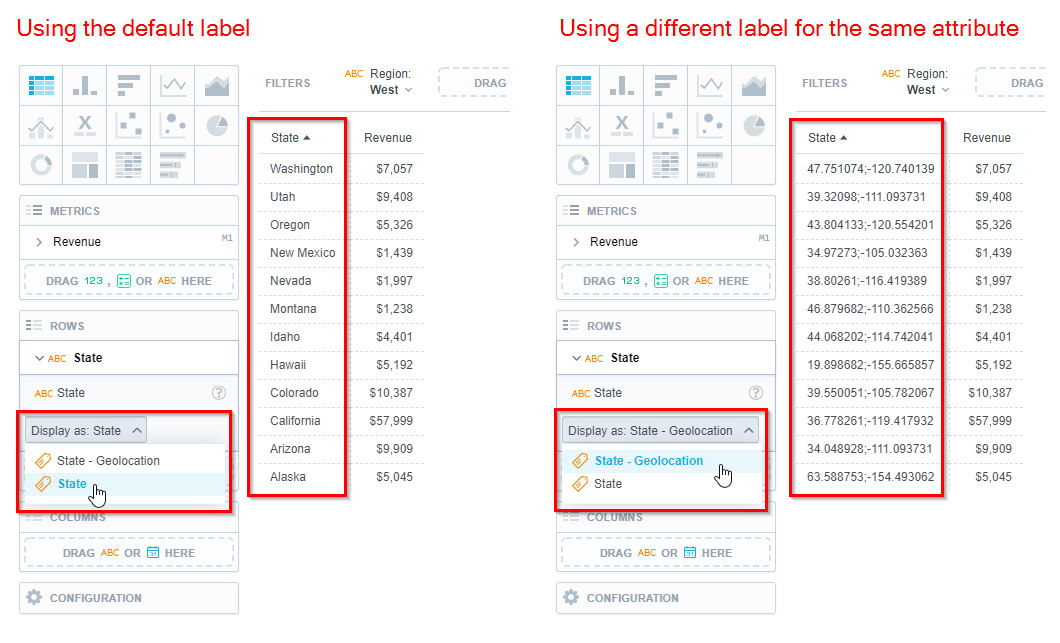 Using the default label
FILTERS
ABC Region:
West
DRAG
METRICS
Revenue M1
DRAG 123 , OR ABC HERE
ROWS
ABC State
ABC State ?
Display as: State
State - Geolocation
State
COLUMNS
DRAG ABC OR 31 HERE
CONFIGURATION
State Revenue
Washington $7,057
Utah $9,408
Oregon $5,326
New Mexico $1,439
Nevada $1,997
Montana $1,238
Idaho $4,401
Hawaii $5,192
Colorado $10,387
California $57,999
Arizona $9,909
Alaska $5,045
Using a different label for the same attribute
FILTERS
ABC Region:
West
DRAG
METRICS
Revenue M1
DRAG 123 , OR ABC HERE
ROWS
ABC State
ABC State ?
Display as: State - Geolocation
State - Geolocation
State
COLUMNS
DRAG ABC OR 31 HERE
CONFIGURATION
State Revenue
47.751074;-120.740139 $7,057
39.32098;-111.093731 $9,408
43.804133;-120.554201 $5,326
34.97273;-105.032363 $1,439
38.80261;-116.419389 $1,997
46.879682;-110.362566 $1,238
44.068202;-114.742041 $4,401
19.898682;-155.665857 $5,192
39.550051;-105.782067 $10,387
36.778261;-119.417932 $57,999
34.048928;-111.093731 $9,909
63.588753;-154.493062 $5,045